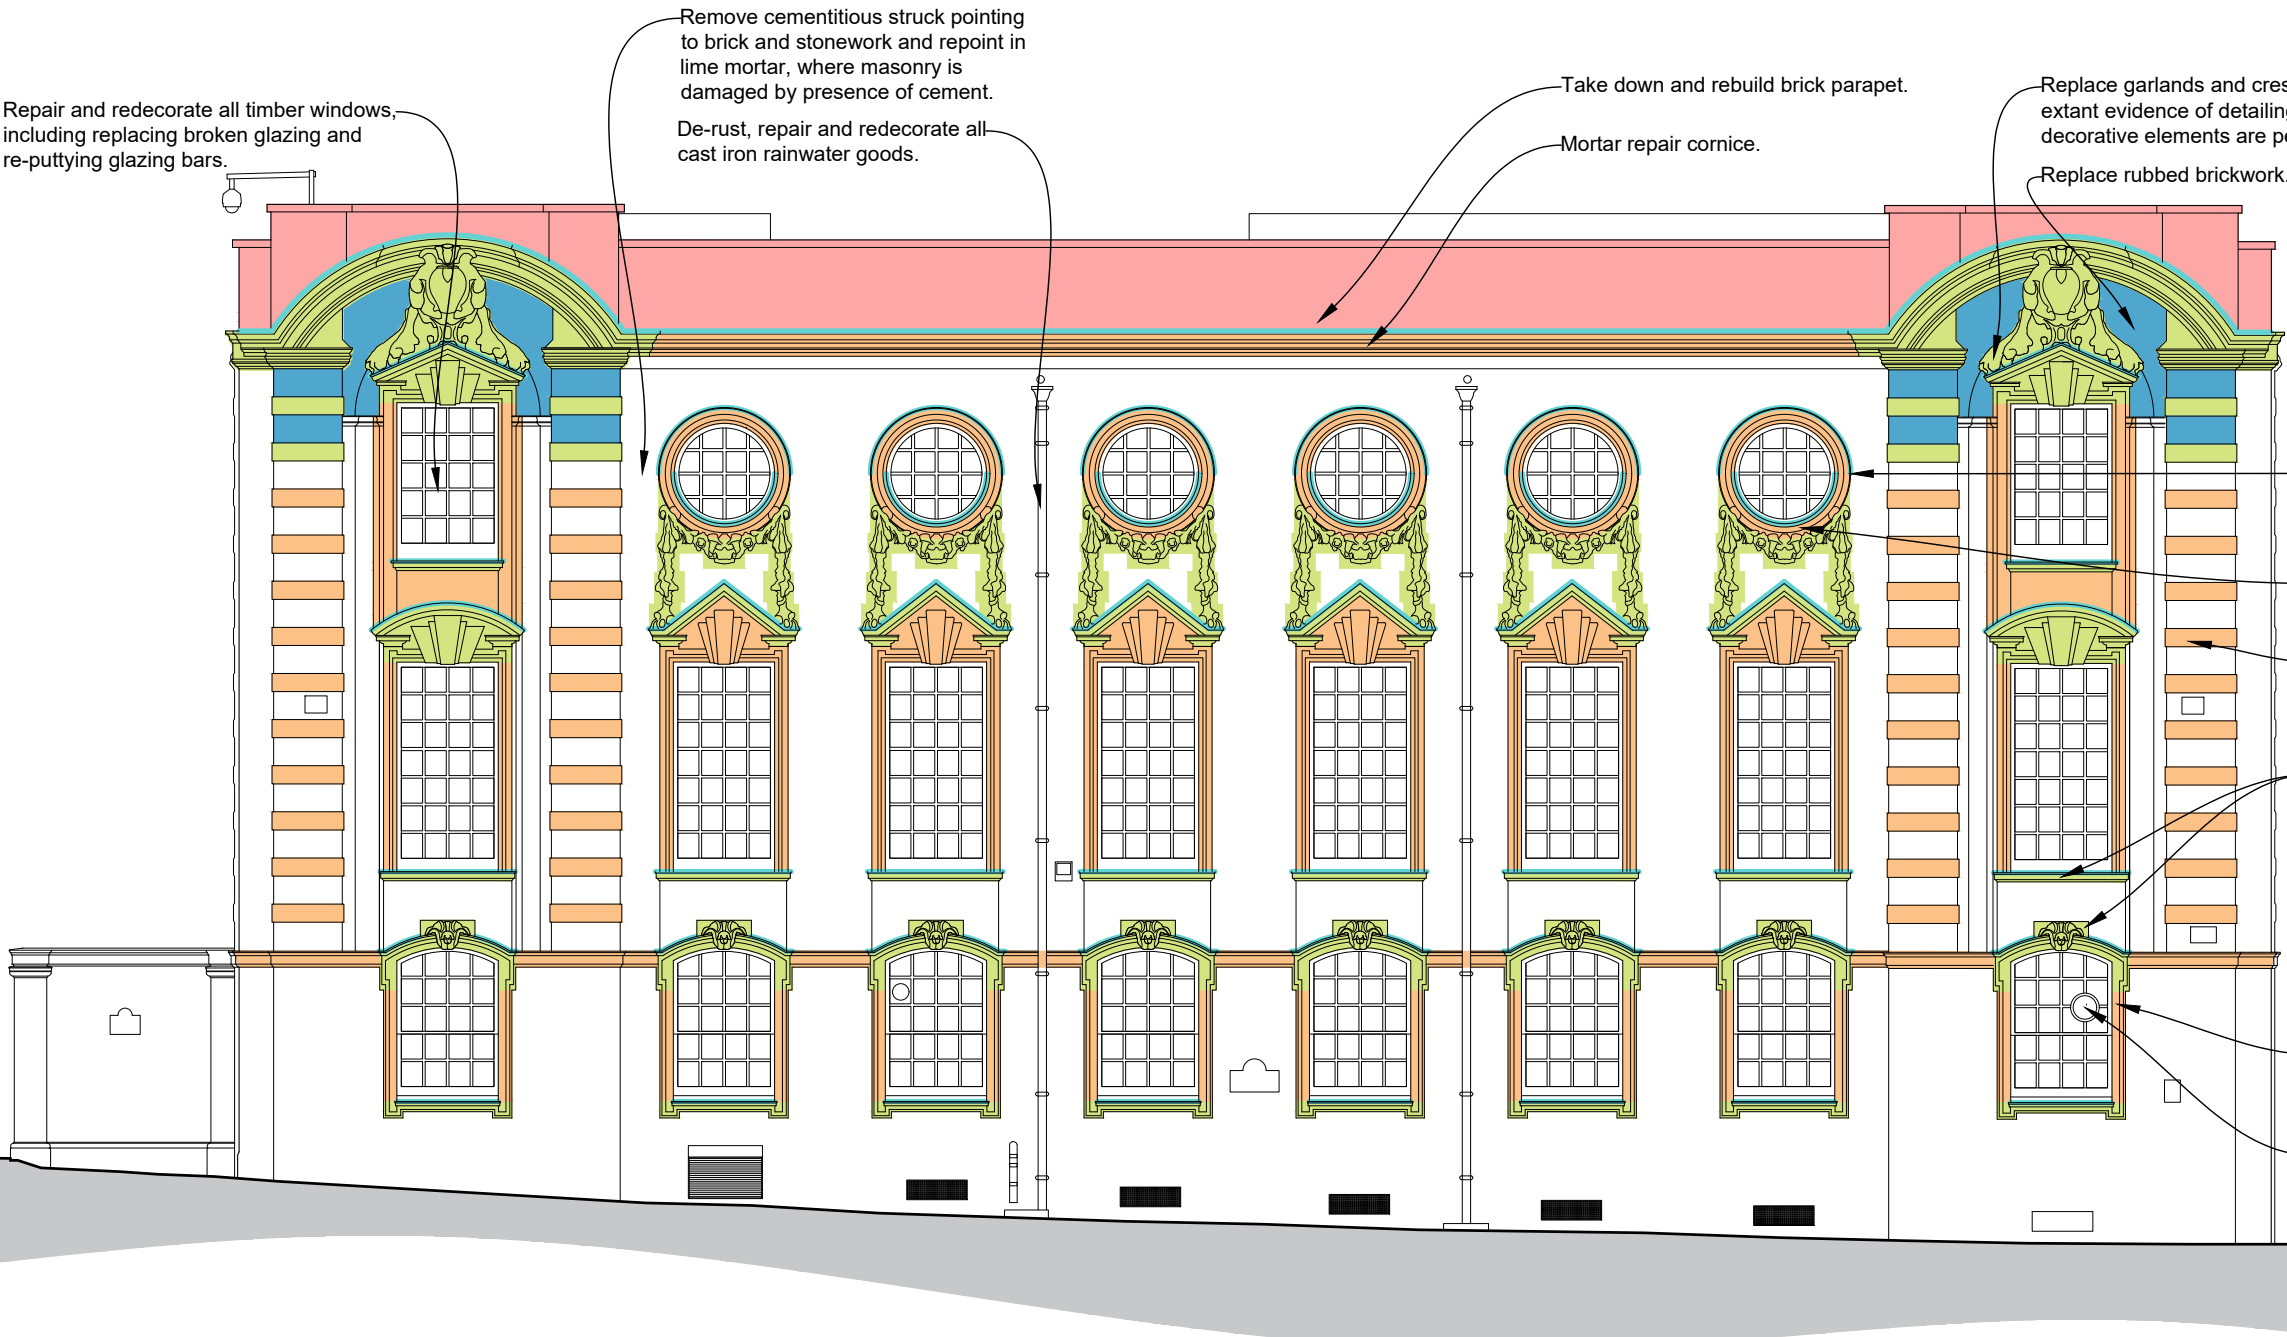 Remove cementitious struck pointing
to brick and stonework and repoint in
lime mortar, where masonry is
damaged by presence of cement.
Repair and redecorate all timber windows,
including replacing broken glazing and
re-puttying glazing bars.
De-rust, repair and redecorate all
cast iron rainwater goods.
Take down and rebuild brick parapet.
Mortar repair cornice.
Replace garlands and
extant evidence of detailing
decorative elements are
Replace rubbed brickwork.